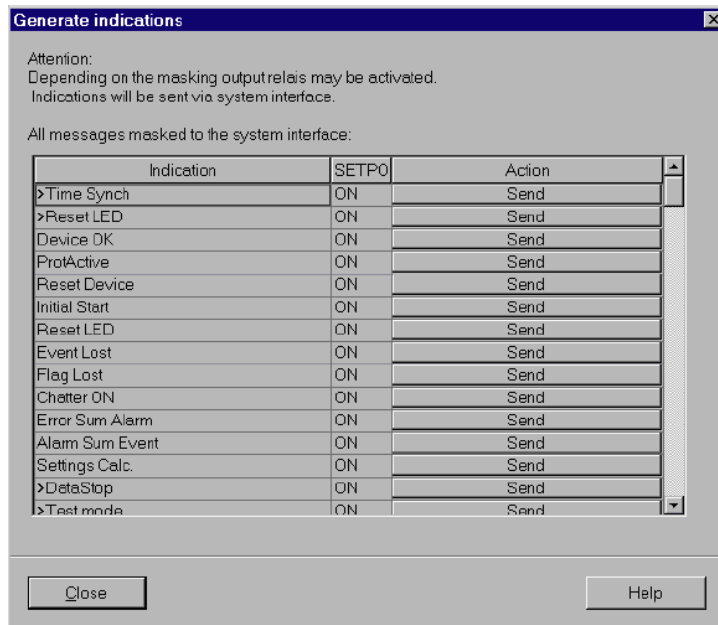 Generate indications
Attention:
Depending on the masking output relais may be activated.
Indications will be sent via system interface.
All messages masked to the system interface:
Indication SETPO Action
>Time Synch ON Send
>Reset LED ON Send
Device OK ON Send
ProtActive ON Send
Reset Device ON Send
Initial Start ON Send
Reset LED ON Send
Event Lost ON Send
Flag Lost ON Send
Chatter ON ON Send
Error Sum Alarm ON Send
Alarm Sum Event ON Send
Settings Calc. ON Send
>DataStop ON Send
>Test mode ON Send
Close Help